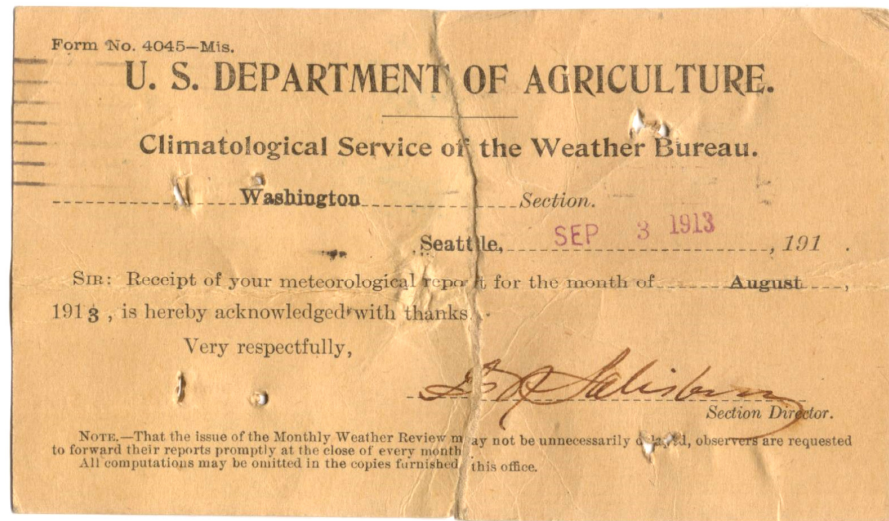 Form No. 4045—Mis.
U. S. DEPARTMENT OF AGRICULTURE.
Climatological Service of the Weather Bureau.
Washington Section.
Seattle, SEP 3 1913, 191 .
SIR: Receipt of your meteorological report for the month of August,
1913, is hereby acknowledged with thanks.
Very respectfully,
Salisbury
Section Director.
NOTE.—That the issue of the Monthly Weather Review may not be unnecessarily delayed, observers are requested
to forward their reports promptly at the close of every month
All computations may be omitted in the copies furnished this office.